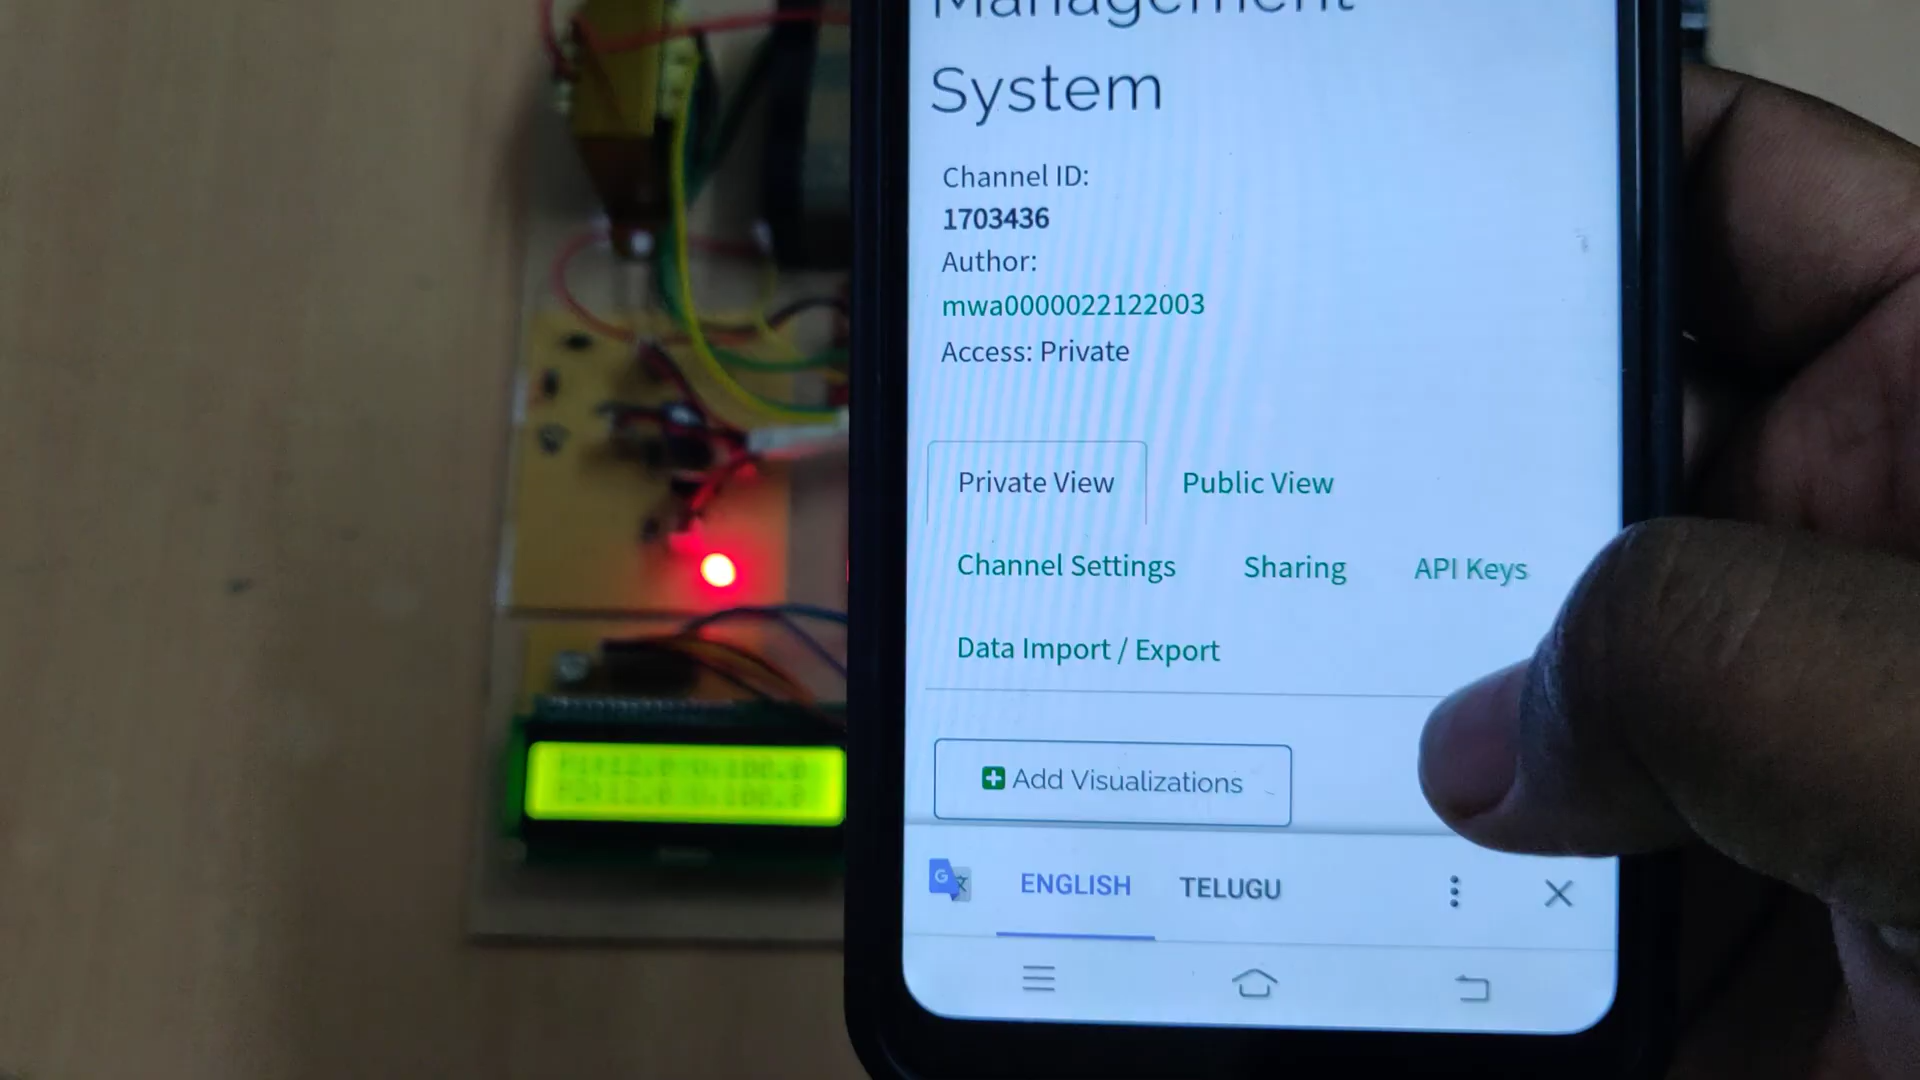 Management
System
Channel ID:
1703436
Author:
mwa0000022122003
Access: Private
Private View
Public View
Channel Settings
Sharing
API Keys
Data Import / Export
Add Visualizations
ENGLISH
TELUGU